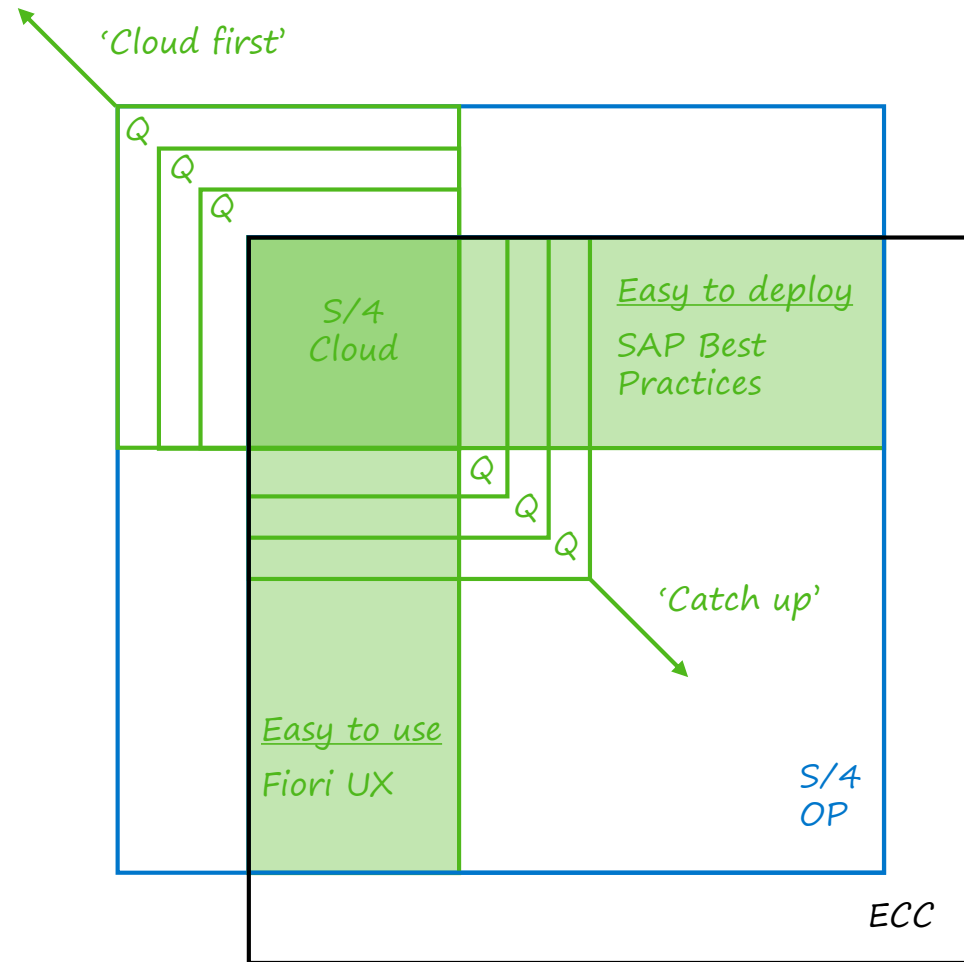 ‘Cloud first’
Q
Q
Q
S/4
Cloud
Easy to deploy
SAP Best
Practices
Q
Q
Q
‘Catch up’
Easy to use
Fiori UX
S/4
OP
ECC